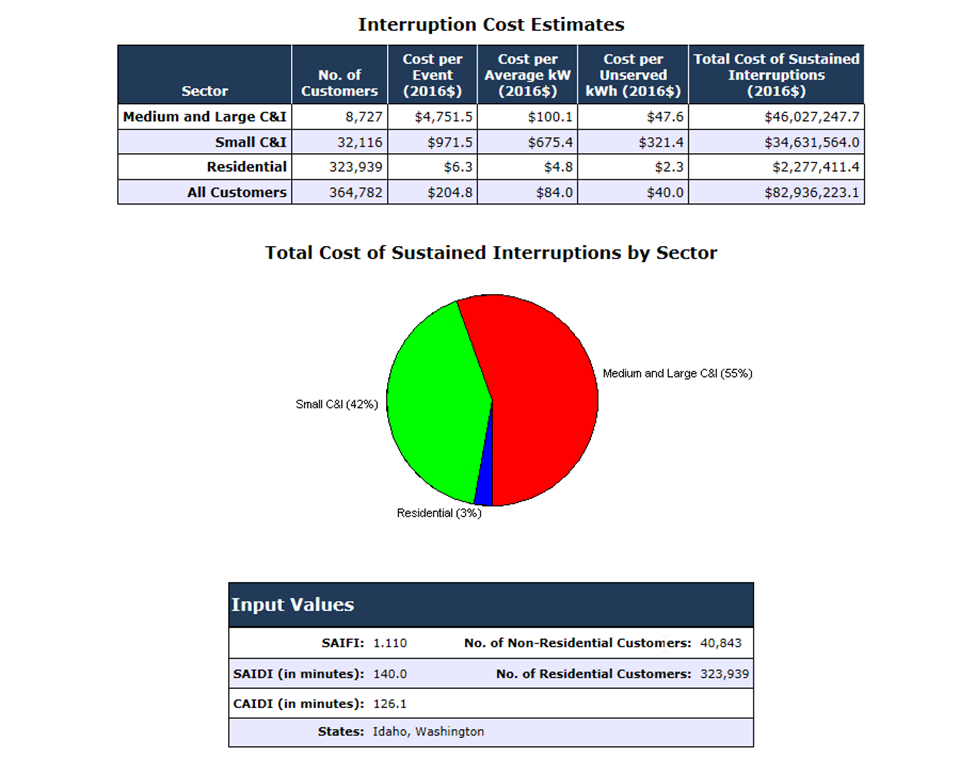 Interruption Cost Estimates
Sector No. of Customers Cost per Event (2016$) Cost per Average kW (2016$) Cost per Unserved kWh (2016$) Total Cost of Sustained Interruptions (2016$)
Medium and Large C&I 8,727 $4,751.5 $100.1 $47.6 $46,027,247.7
Small C&I 32,116 $971.5 $675.4 $321.4 $34,631,564.0
Residential 323,939 $6.3 $4.8 $2.3 $2,277,411.4
All Customers 364,782 $204.8 $84.0 $40.0 $82,936,223.1
Total Cost of Sustained Interruptions by Sector
Medium and Large C&I (55%)
Small C&I (42%)
Residential (3%)
Input Values
SAIFI: 1.110 No. of Non-Residential Customers: 40,843
SAIDI (in minutes): 140.0 No. of Residential Customers: 323,939
CAIDI (in minutes): 126.1
States: Idaho, Washington